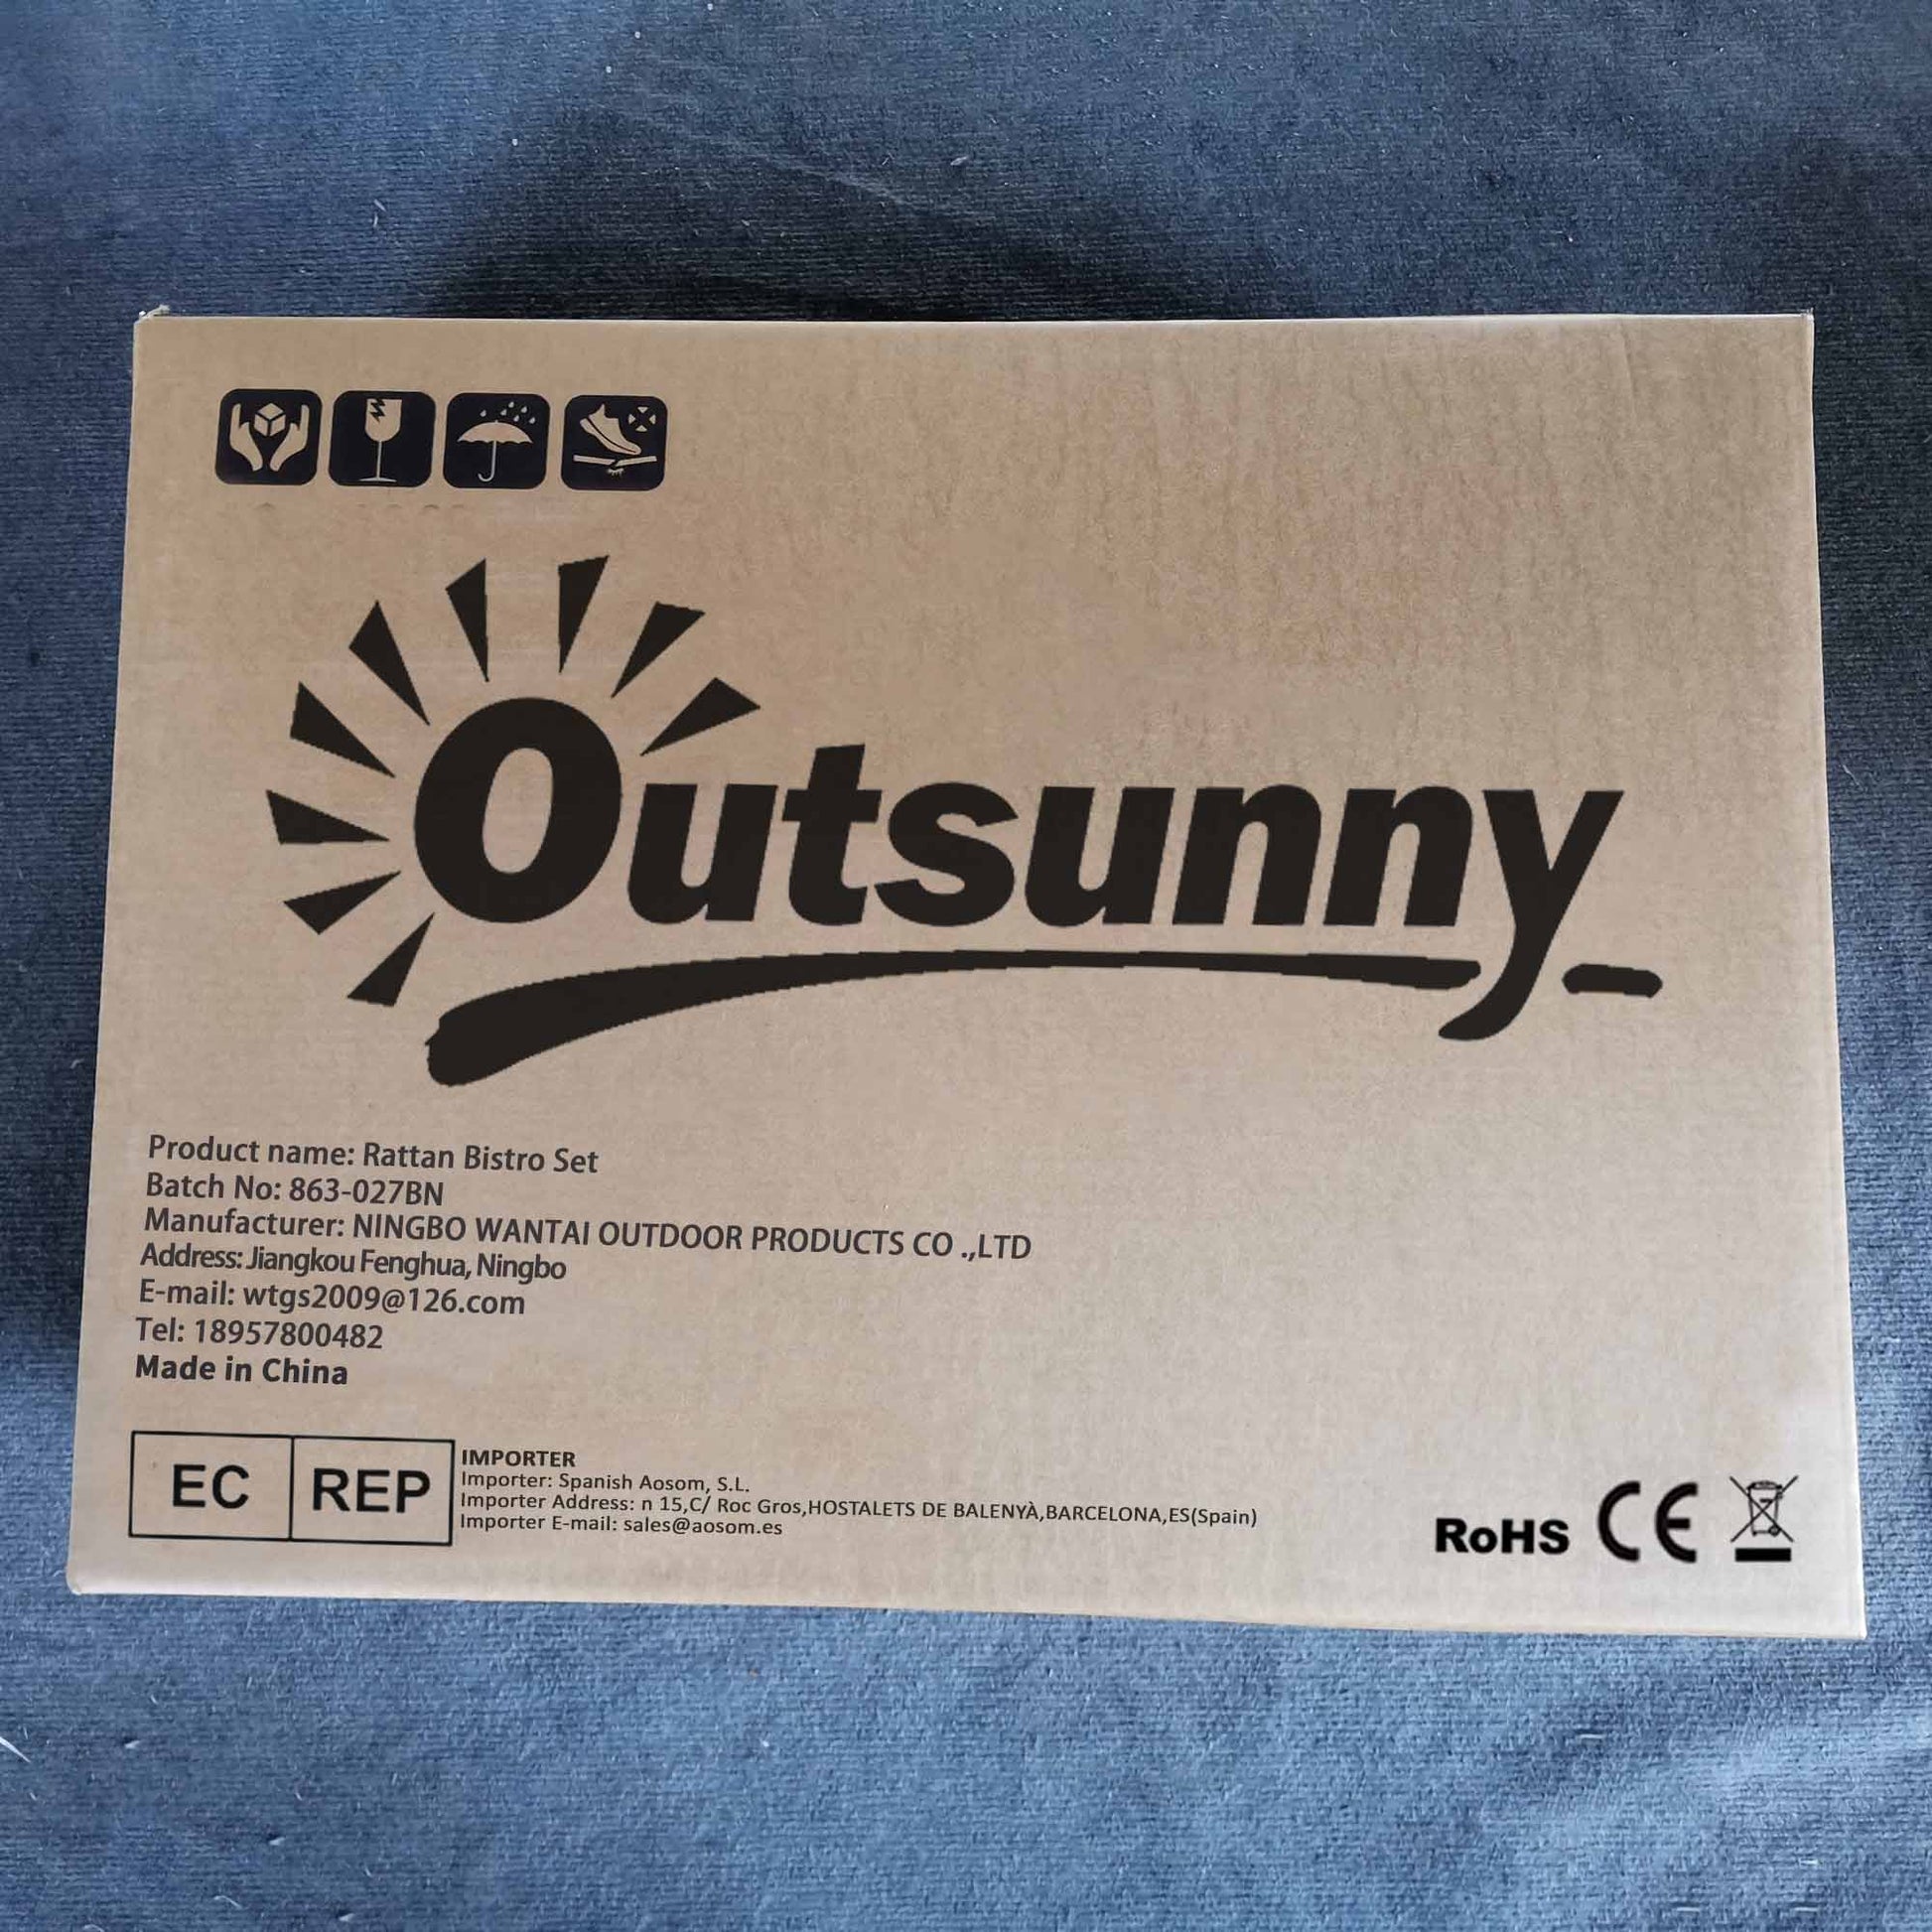 Outsunny
Product name: Rattan Bistro Set
Batch No: 863-027BN
Manufacturer: NINGBO WANTAI OUTDOOR PRODUCTS CO .,LTD
Address: Jiangkou Fenghua, Ningbo
E-mail: wtgs2009@126.com
Tel: 18957800482
Made in China
EC REP
IMPORTER
Importer: Spanish Aosom, S.L.
Importer Address: n 15,C/ Roc Gros,HOSTALETS DE BALENYÀ,BARCELONA,ES(Spain)
Importer E-mail: sales@aosom.es
RoHS CE